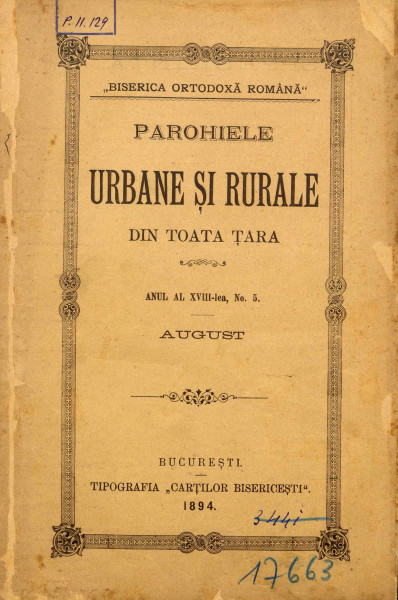 P. II. 129
„BISERICA ORTODOXĂ ROMÂNĂ“
PAROHIELE
URBANE ȘI RURALE
DIN TOATA ȚARA
ANUL AL XVIII-lea, No. 5.
AUGUST
BUCUREȘTI.
TIPOGRAFIA „CARȚILOR BISERICEȘTI“.
1894.
17663